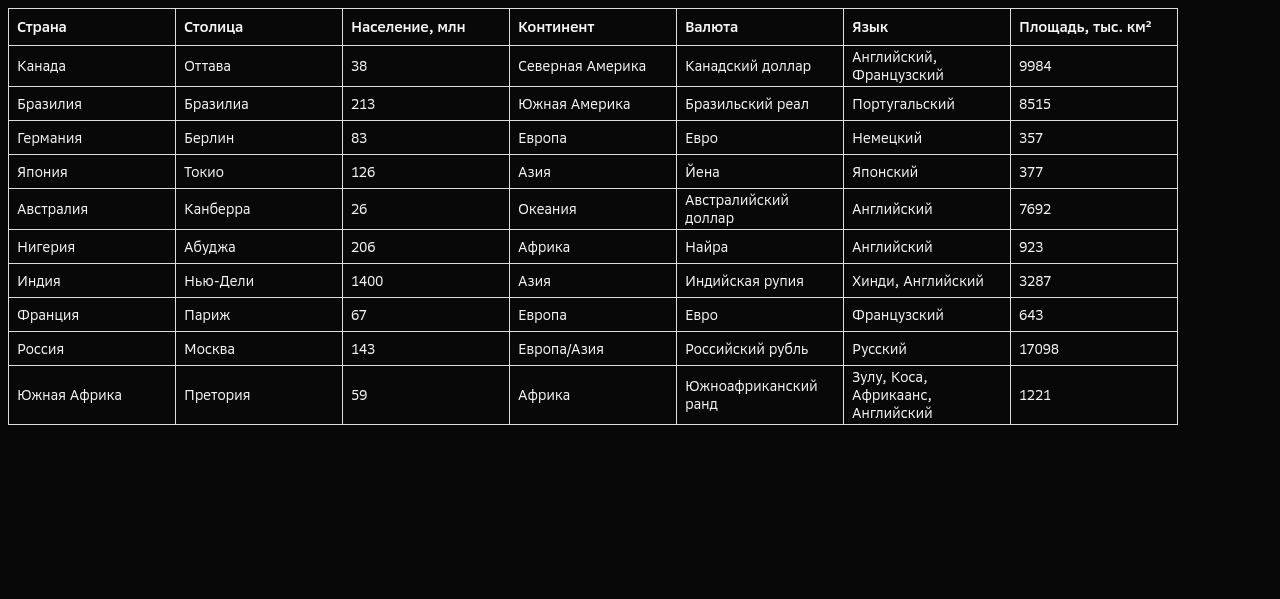 Страна Столица Население, млн Континент Валюта Язык Площадь, тыс. км²
Канада Оттава 38 Северная Америка Канадский доллар Английский, Французский 9984
Бразилия Бразилиа 213 Южная Америка Бразильский реал Португальский 8515
Германия Берлин 83 Европа Евро Немецкий 357
Япония Токио 126 Азия Йена Японский 377
Австралия Канберра 26 Океания Австралийский доллар Английский 7692
Нигерия Абуджа 206 Африка Найра Английский 923
Индия Нью-Дели 1400 Азия Индийская рупия Хинди, Английский 3287
Франция Париж 67 Европа Евро Французский 643
Россия Москва 143 Европа/Азия Российский рубль Русский 17098
Южная Африка Претория 59 Африка Южноафриканский ранд Зулу, Коса, Африкаанс, Английский 1221